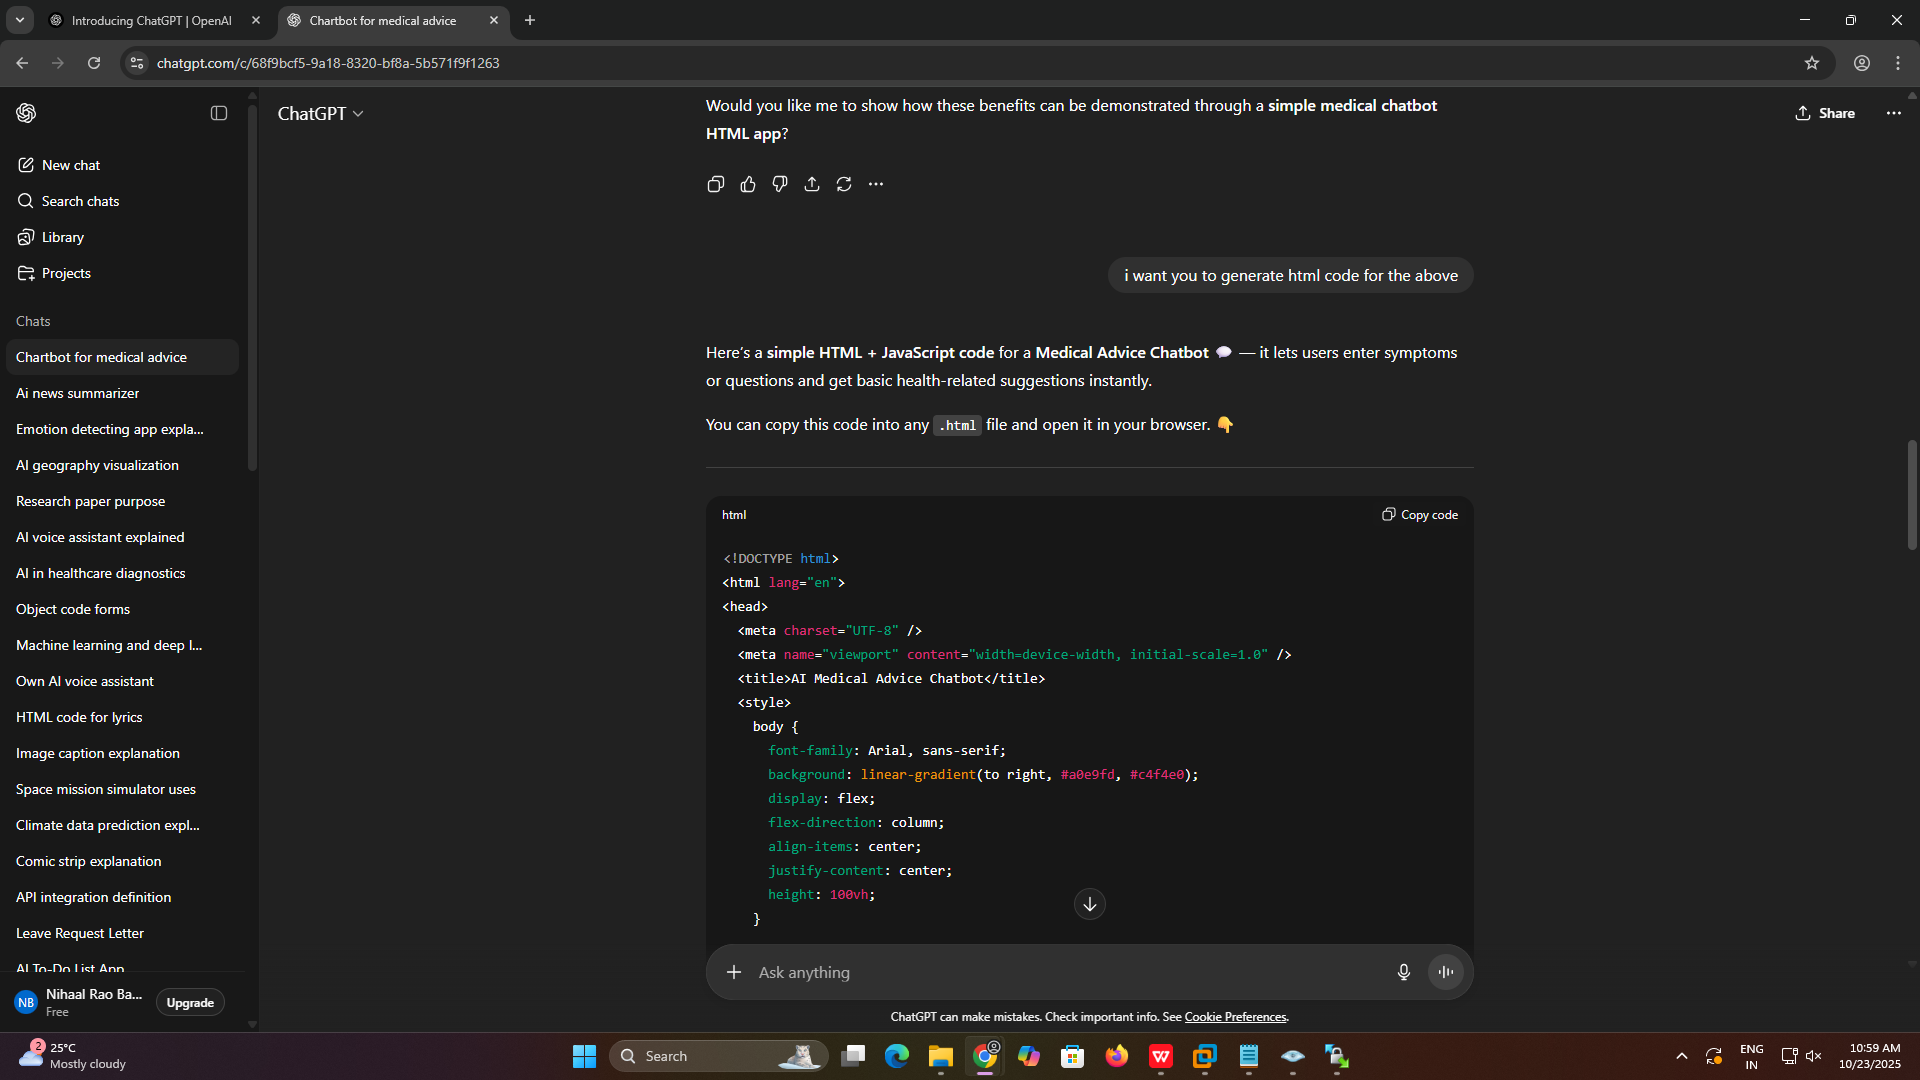 Introducing ChatGPT | OpenAI
Chartbot for medical advice
chatgpt.com/c/68f9bcf5-9a18-8320-bf8a-5b571f9f1263
ChatGPT
Share
New chat
Search chats
Library
Projects
Chats
Chartbot for medical advice
Ai news summarizer
Emotion detecting app expla...
AI geography visualization
Research paper purpose
AI voice assistant explained
AI in healthcare diagnostics
Object code forms
Machine learning and deep l...
Own AI voice assistant
HTML code for lyrics
Image caption explanation
Space mission simulator uses
Climate data prediction expl...
Comic strip explanation
API integration definition
Leave Request Letter
AI To-Do List App
NB
Nihaal Rao Ba...
Free
Upgrade
Would you like me to show how these benefits can be demonstrated through a simple medical chatbot
HTML app?
i want you to generate html code for the above
Here's a simple HTML + JavaScript code for a Medical Advice Chatbot 💬 — it lets users enter symptoms
or questions and get basic health-related suggestions instantly.
You can copy this code into any .html file and open it in your browser. 👇
html
Copy code
<!DOCTYPE html>
<html lang="en">
<head>
<meta charset="UTF-8" />
<meta name="viewport" content="width=device-width, initial-scale=1.0" />
<title>AI Medical Advice Chatbot</title>
<style>
body {
font-family: Arial, sans-serif;
background: linear-gradient(to right, #a0e9fd, #c4f4e0);
display: flex;
flex-direction: column;
align-items: center;
justify-content: center;
height: 100vh;
}
Ask anything
ChatGPT can make mistakes. Check important info. See Cookie Preferences.
2
25°C
Mostly cloudy
Search
ENG
IN
10:59 AM
10/23/2025